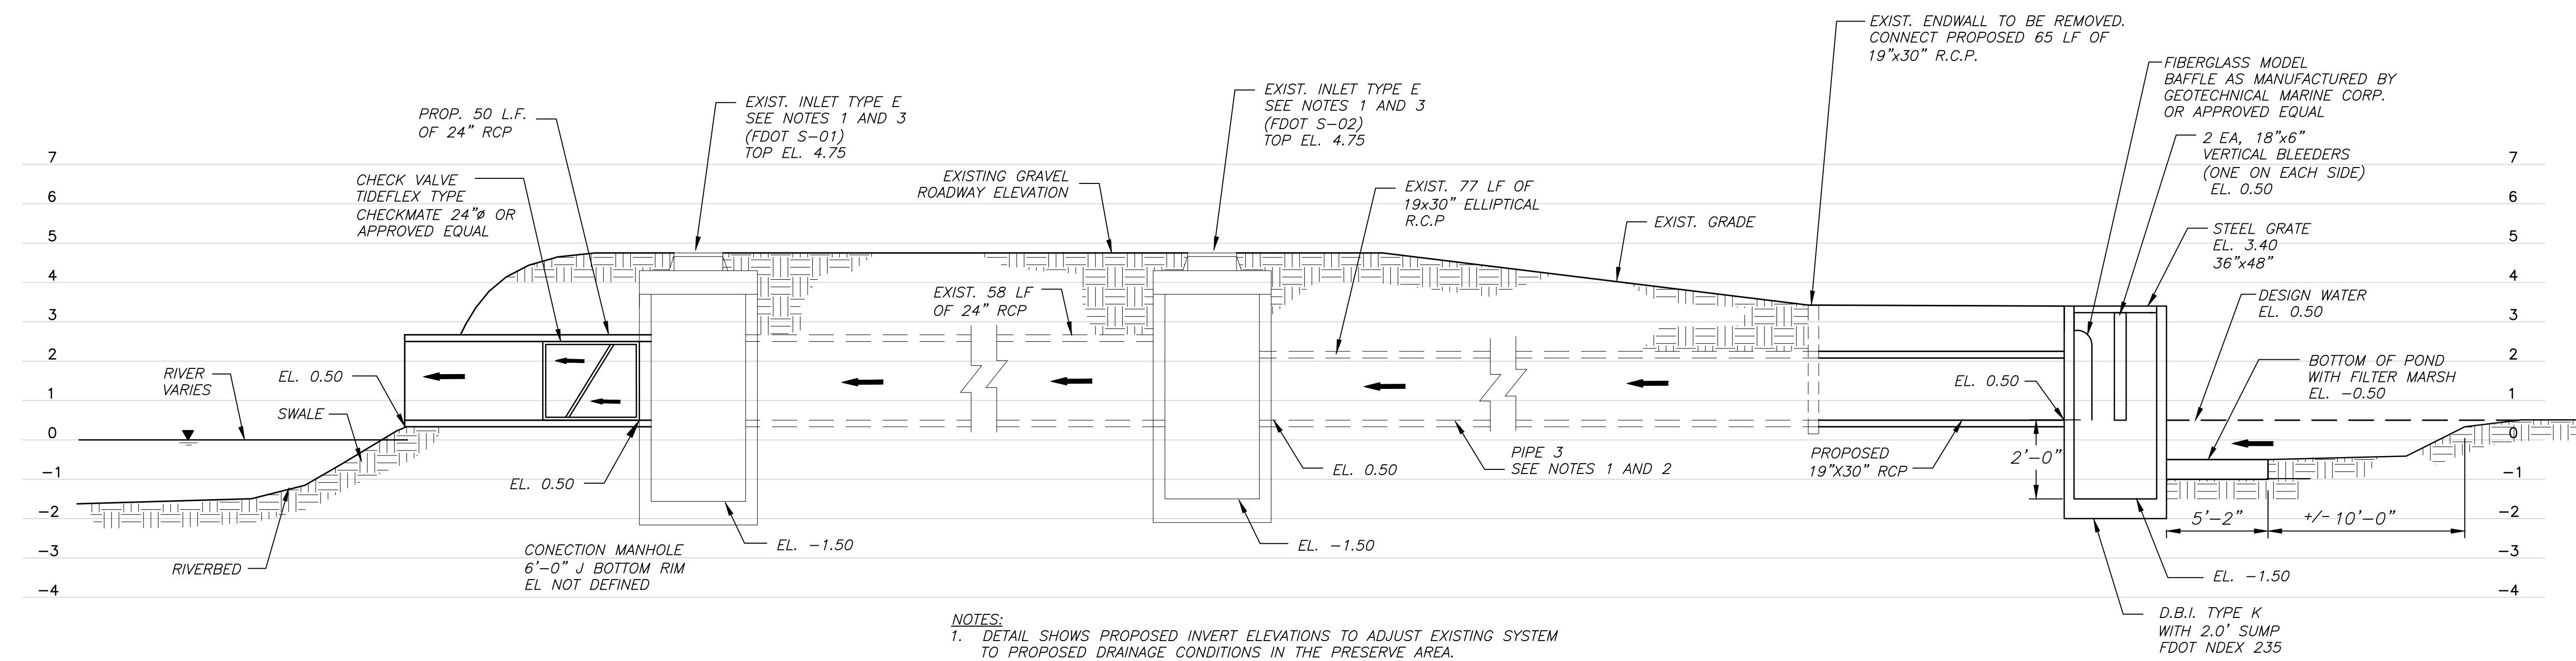 EXIST. ENDWALL TO BE REMOVED.
CONNECT PROPOSED 65 LF OF
19"x30" R.C.P.
FIBERGLASS MODEL
BAFFLE AS MANUFACTURED BY
GEOTECHNICAL MARINE CORP.
OR APPROVED EQUAL
2 EA, 18"x6"
VERTICAL BLEEDERS
(ONE ON EACH SIDE)
EL. 0.50
STEEL GRATE
EL. 3.40
36"x48"
DESIGN WATER
EL. 0.50
BOTTOM OF POND
WITH FILTER MARSH
EL. -0.50
EXIST. INLET TYPE E
SEE NOTES 1 AND 3
(FDOT S-01)
TOP EL. 4.75
EXIST. INLET TYPE E
SEE NOTES 1 AND 3
(FDOT S-02)
TOP EL. 4.75
PROP. 50 L.F.
OF 24" RCP
CHECK VALVE
TIDEFLEX TYPE
CHECKMATE 24"ø OR
APPROVED EQUAL
EXISTING GRAVEL
ROADWAY ELEVATION
EXIST. 77 LF OF
19x30" ELLIPTICAL
R.C.P
EXIST. GRADE
EXIST. 58 LF
OF 24" RCP
7
6
5
4
3
2
1
0
-1
-2
-3
-4
7
6
5
4
3
2
1
0
-1
-2
-3
-4
RIVER
VARIES
EL. 0.50
SWALE
EL. 0.50
RIVERBED
CONECTION MANHOLE
6'-0" J BOTTOM RIM
EL NOT DEFINED
EL. -1.50
EL. 0.50
EL. -1.50
PIPE 3
SEE NOTES 1 AND 2
PROPOSED
19"X30" RCP
EL. 0.50
2'-0"
5'-2"
+/- 10'-0"
EL. -1.50
D.B.I. TYPE K
WITH 2.0' SUMP
FDOT NDEX 235
NOTES:
1. DETAIL SHOWS PROPOSED INVERT ELEVATIONS TO ADJUST EXISTING SYSTEM
TO PROPOSED DRAINAGE CONDITIONS IN THE PRESERVE AREA.